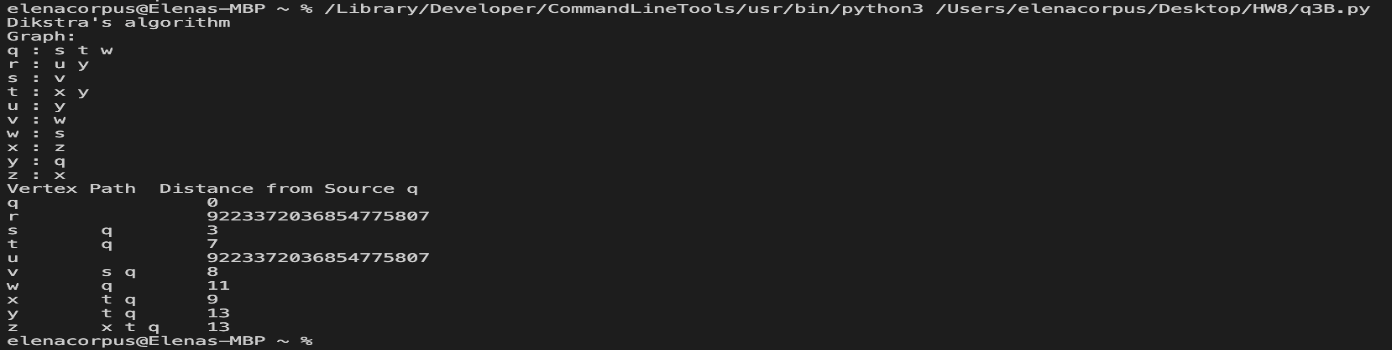 elenacorpus@Elenas-MBP ~ % /Library/Developer/CommandLineTools/usr/bin/python3 /Users/elenacorpus/Desktop/HW8/q3B.py
Dikstra's algorithm
Graph:
q : s t w
r : u y
s : v
t : x y
u : y
v : w
w : s
x : z
y : q
z : x
Vertex Path  Distance from Source q
q                0
r                9223372036854775807
s       q        3
t       q        7
u                9223372036854775807
v       s q      8
w       q        11
x       t q      9
y       t q      13
z       x t q    13
elenacorpus@Elenas-MBP ~ %